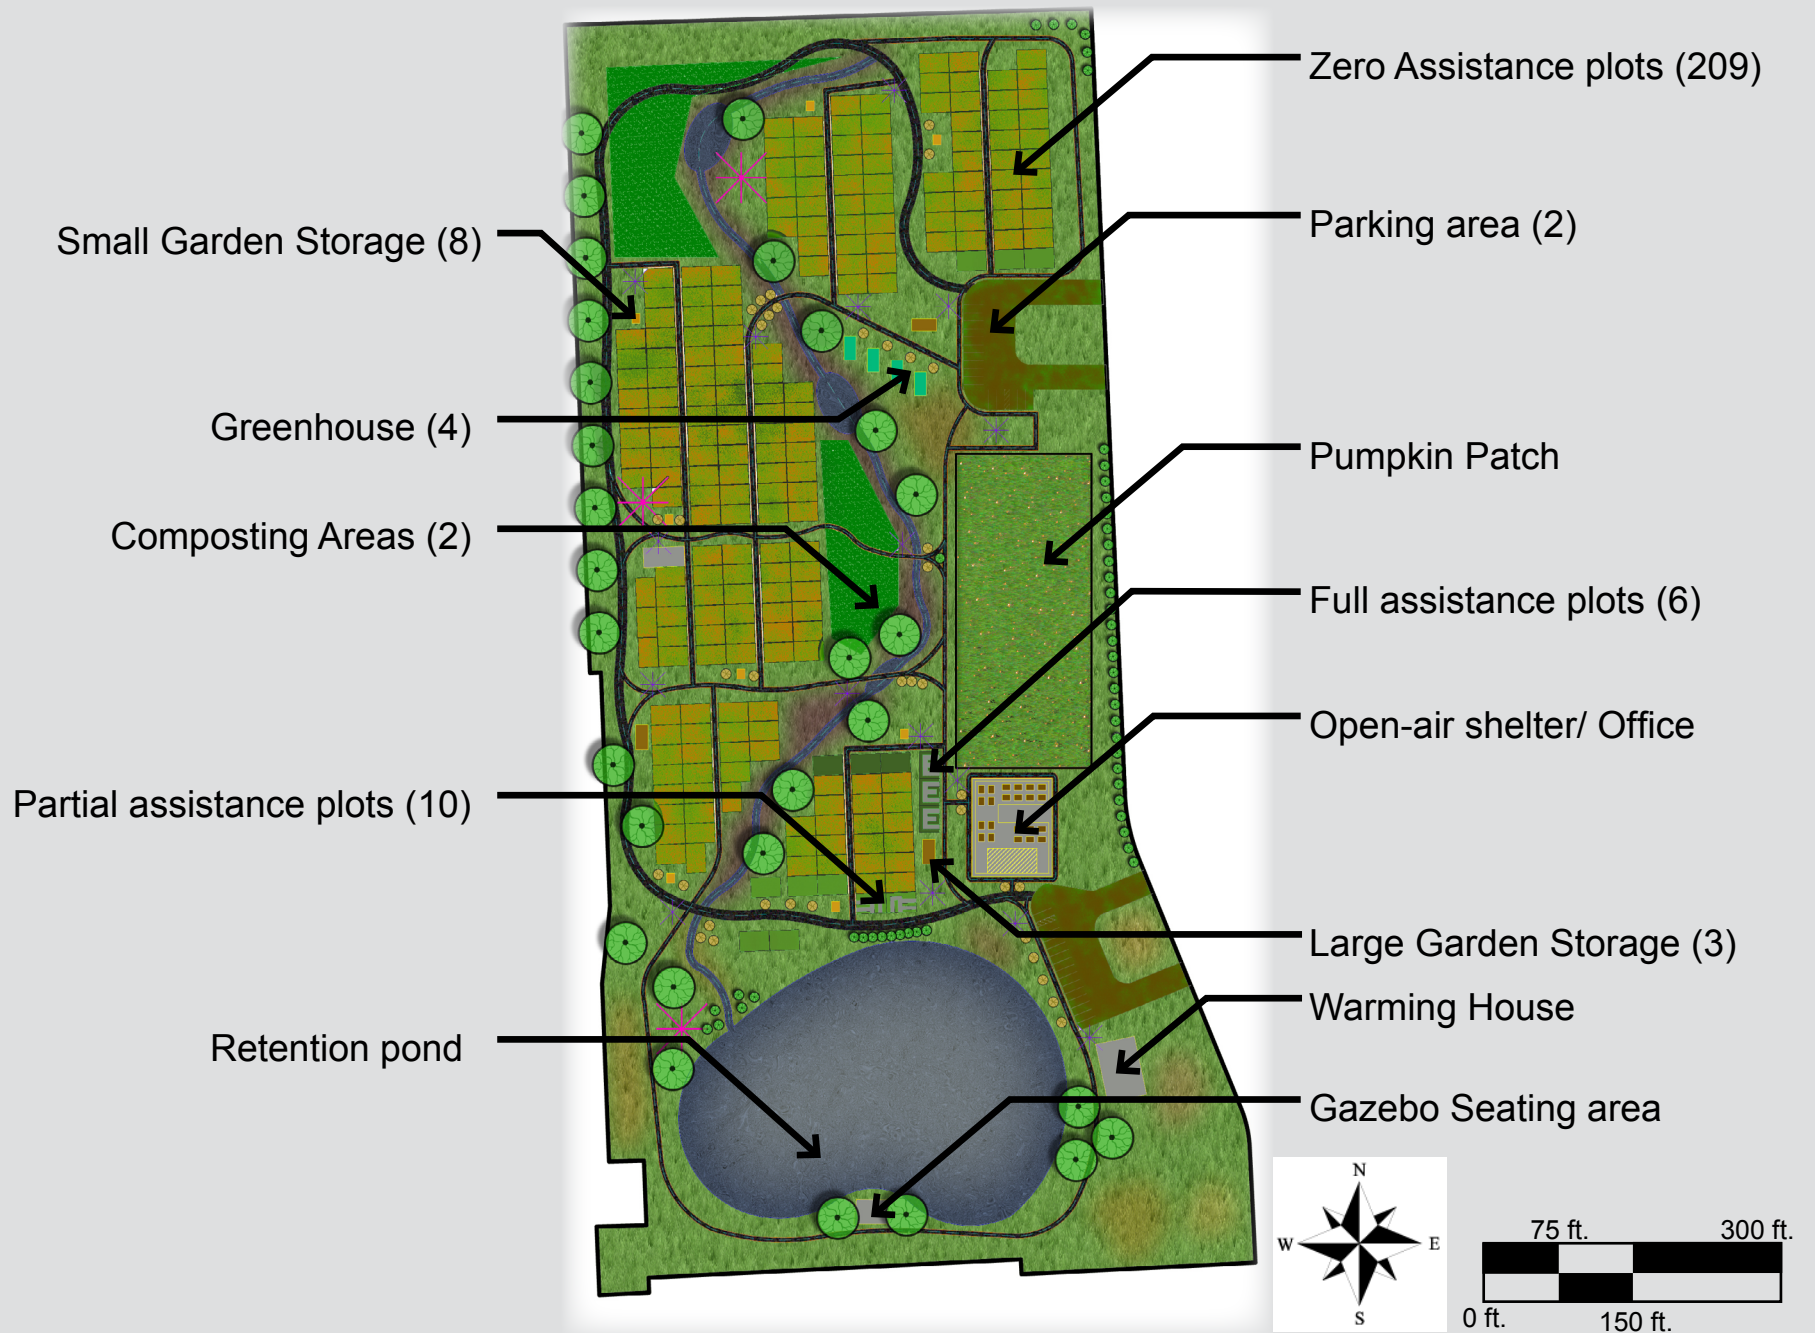 Zero Assistance plots (209)
Parking area (2)
Small Garden Storage (8)
Greenhouse (4)
Pumpkin Patch
Composting Areas (2)
Full assistance plots (6)
Open-air shelter/ Office
Partial assistance plots (10)
Large Garden Storage (3)
Warming House
Retention pond
Gazebo Seating area
N
W
E
S
75 ft.
300 ft.
0 ft.
150 ft.